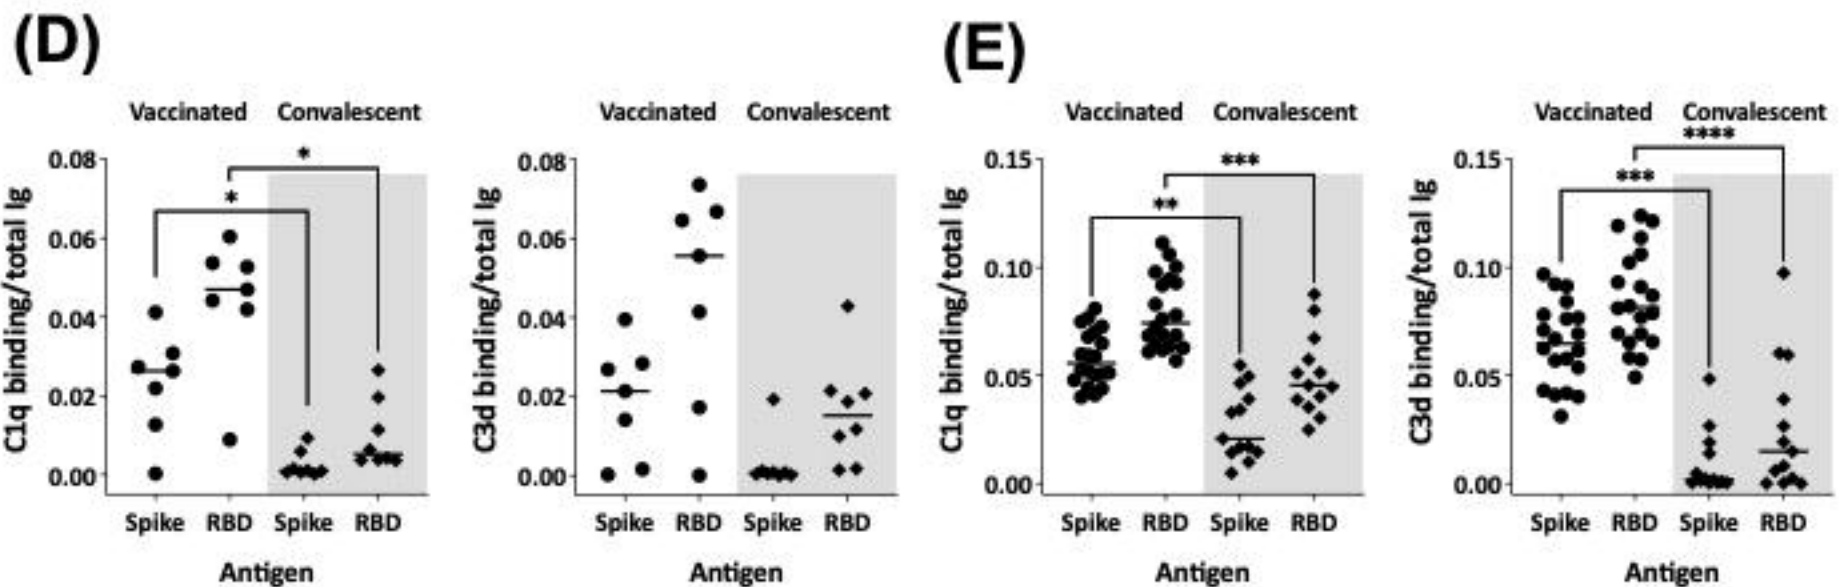 (D)
Vaccinated Convalescent
C1q binding/total Ig
0.08
0.06
0.04
0.02
0.00
*
*
Spike RBD Spike RBD
Antigen
Vaccinated Convalescent
C3d binding/total Ig
0.08
0.06
0.04
0.02
0.00
Spike RBD Spike RBD
Antigen
(E)
Vaccinated Convalescent
C1q binding/total Ig
0.15
0.10
0.05
0.00
***
**
Spike RBD Spike RBD
Antigen
Vaccinated Convalescent
C3d binding/total Ig
0.15
0.10
0.05
0.00
****
***
Spike RBD Spike RBD
Antigen